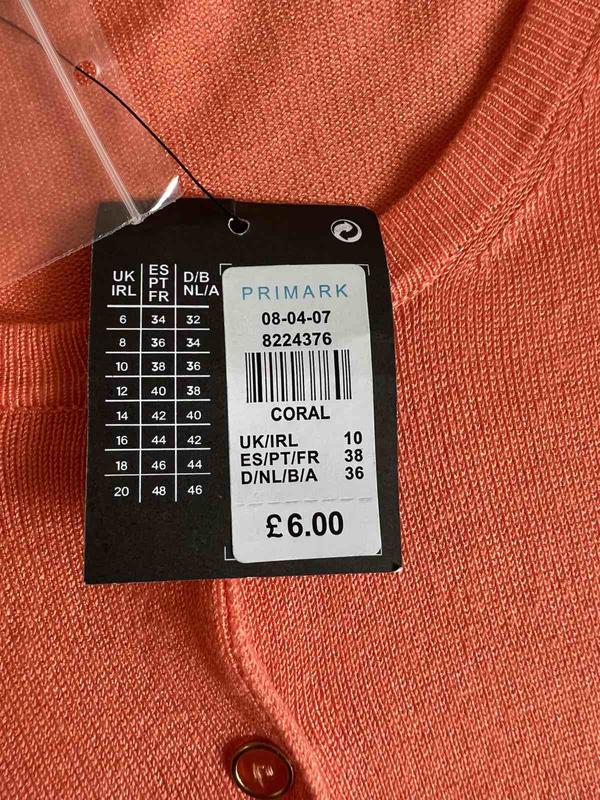 UK IRL ES PT FR D/B NL/A
6 34 32
8 36 34
10 38 36
12 40 38
14 42 40
16 44 42
18 46 44
20 48 46
PRIMARK
08-04-07
8224376
CORAL
UK/IRL 10
ES/PT/FR 38
D/NL/B/A 36
£6.00